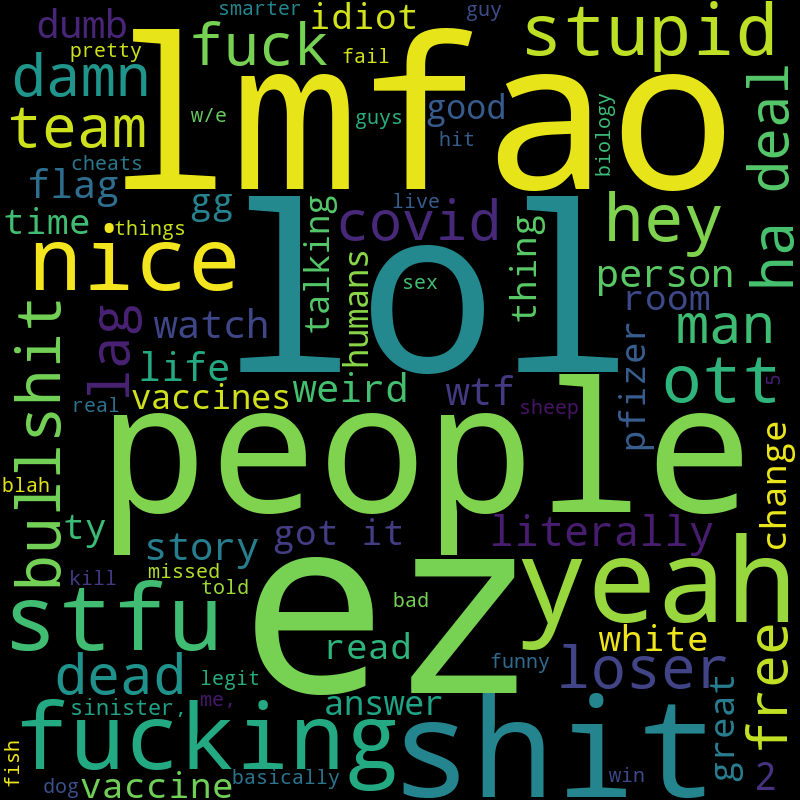 smarter
guy
dumb
idiot
stupid
pretty
fuck
fail
lmfao
damn
w/e
guys
good
hit
biology
ha deal
team
cheats
flag
gg
live
covid
hey
time
things
talking
nice
lol
thing
humans
sex
person
room
lag
watch
man
pfizer
life
weird
wtf
ott
5
bullshit
real
vaccines
sheep
people
change
blah
ty
story
got it
literally
kill
missed
told
ez
bad
yeah
stfu
read
white
funny
dead
legit
loser
free
sinister,
me,
answer
great
fucking
shit
fish
dog
vaccine
basically
win
2